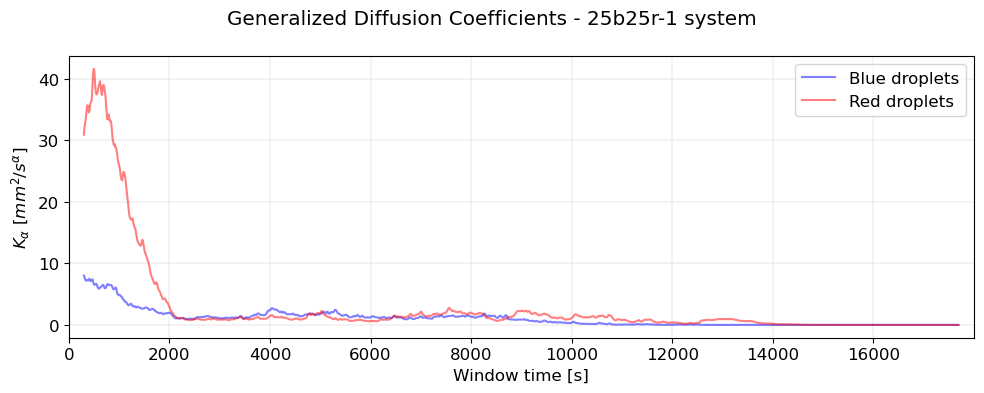 Generalized Diffusion Coefficients - 25b25r-1 system
Blue droplets
Red droplets
40
30
20
10
0
K_α [mm²/s^α]
0 2000 4000 6000 8000 10000 12000 14000 16000
Window time [s]